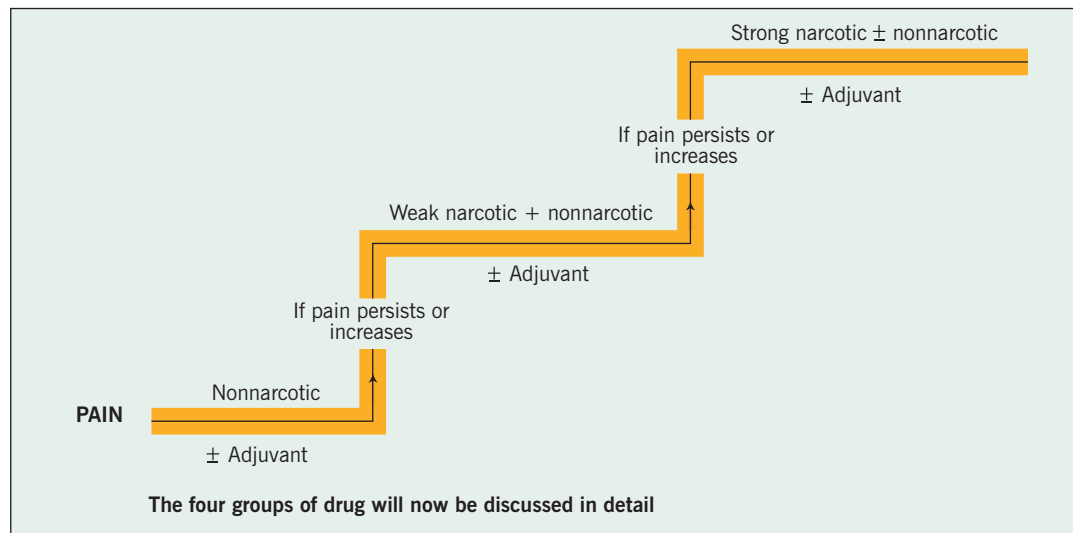 Strong narcotic ± nonnarcotic
± Adjuvant
If pain persists or
increases
Weak narcotic + nonnarcotic
± Adjuvant
If pain persists or
increases
Nonnarcotic
PAIN
± Adjuvant
The four groups of drug will now be discussed in detail